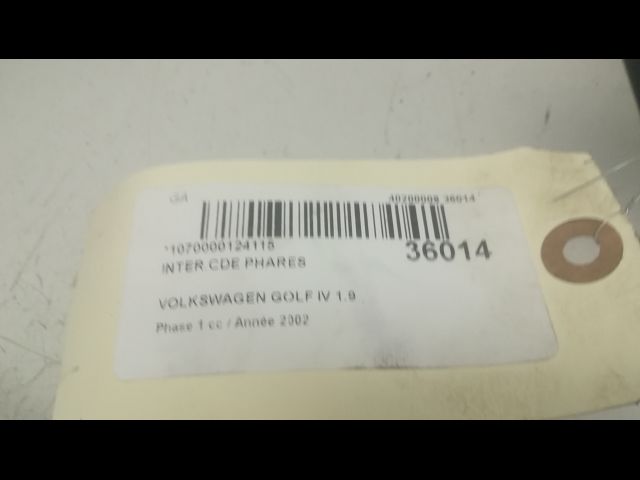 GA 40700009 36014
*1070000124115 36014
INTER CDE PHARES
VOLKSWAGEN GOLF IV 1.9
Phase 1 cc / Année 2002